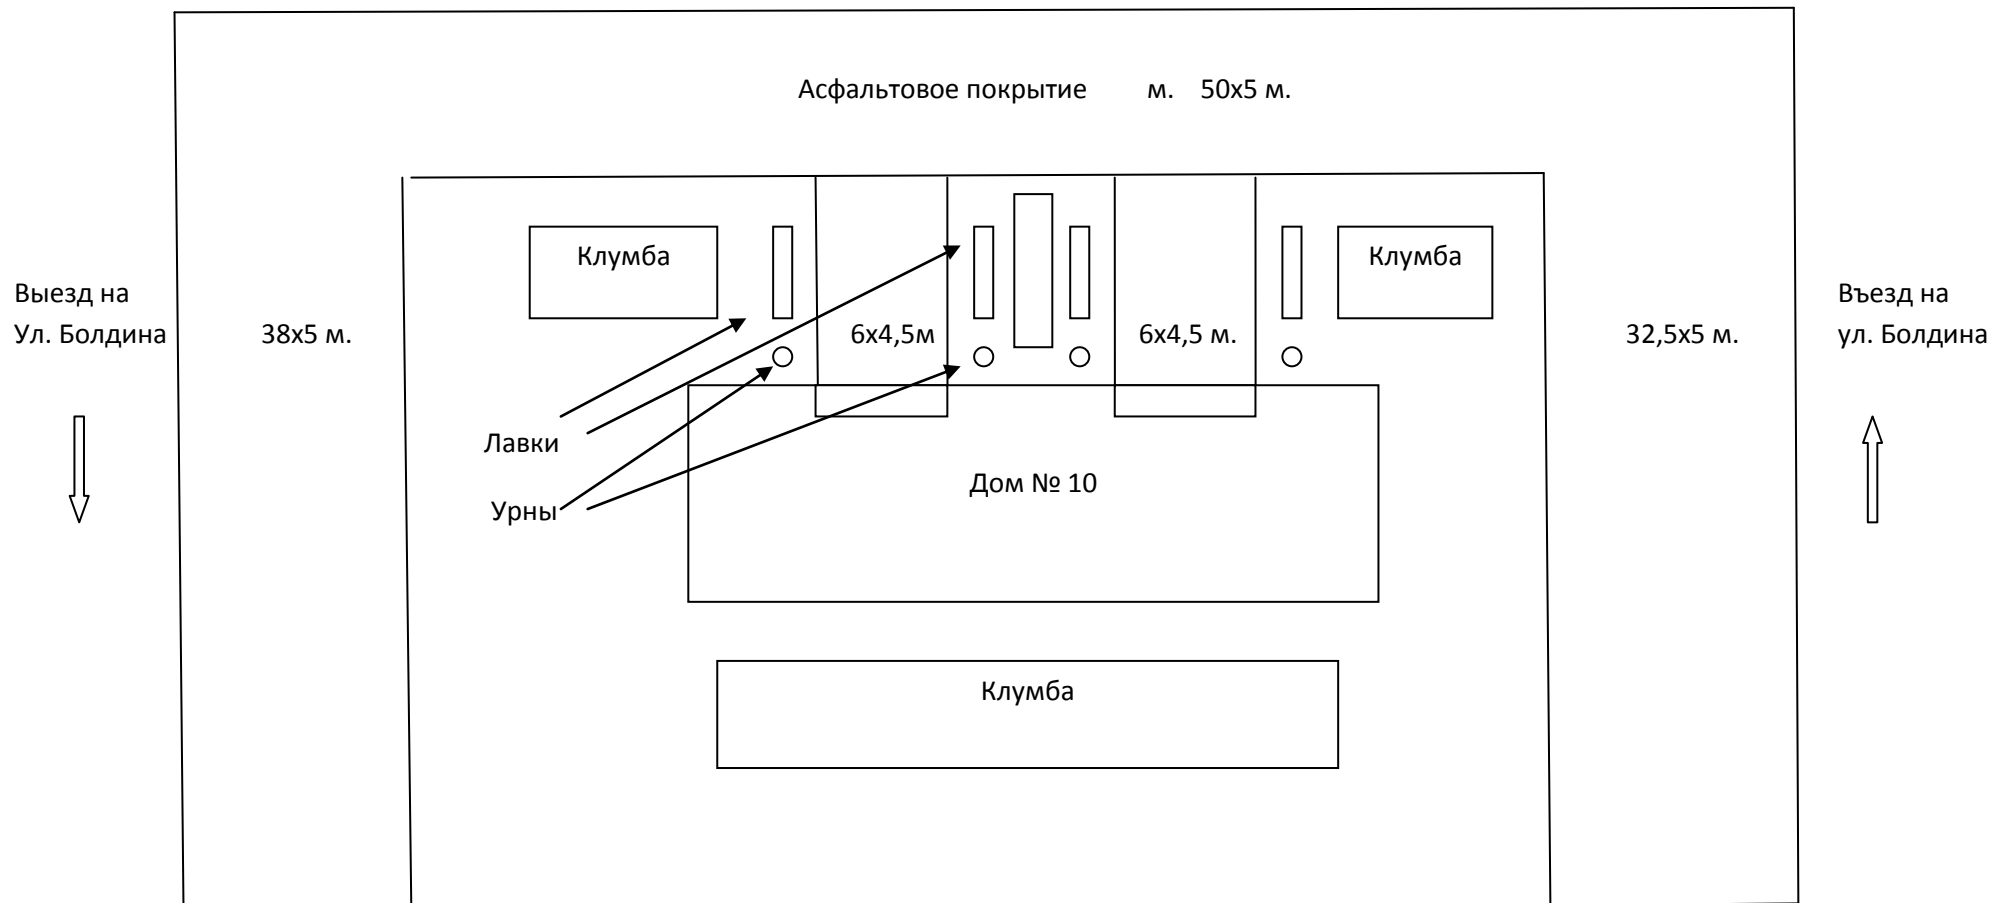 Асфальтовое покрытие м. 50х5 м.
Клумба
Клумба
Выезд на
Ул. Болдина
38х5 м.
6х4,5м
6х4,5 м.
32,5х5 м.
Въезд на
ул. Болдина
Лавки
Урны
Дом № 10
Клумба